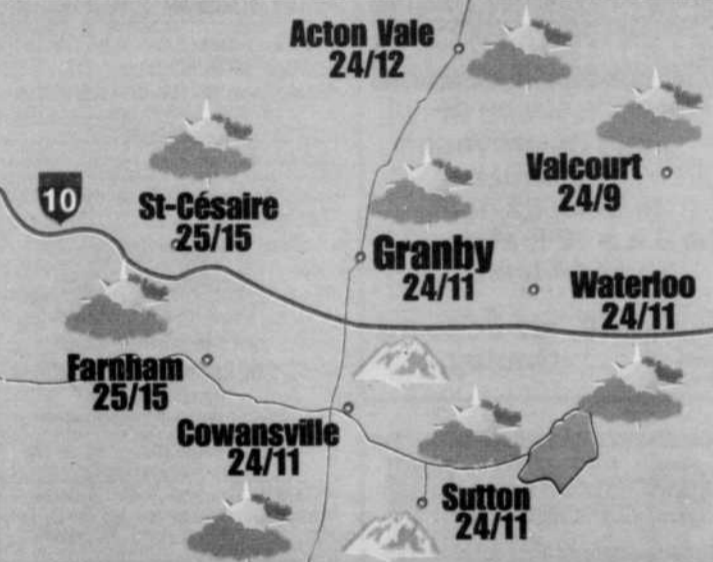 Acton Vale
24/12
Valcourt
24/9
10
St-Césaire
25/15
Granby
24/11
Waterloo
24/11
Farnham
25/15
Cowansville
24/11
Sutton
24/11